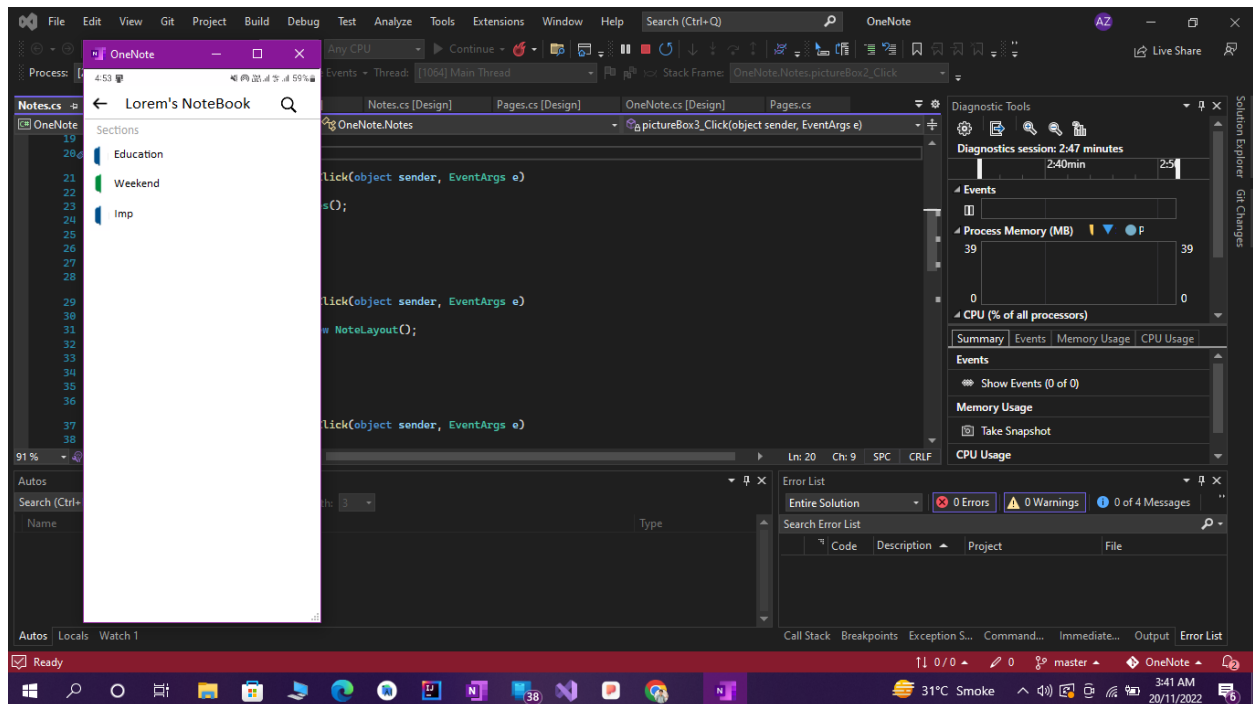 File Edit View Git Project Build Debug Test Analyze Tools Extensions Window Help Search (Ctrl+Q) OneNote AZ
Any CPU Continue Live Share
Process: Events Thread: [1064] Main Thread Stack Frame: OneNote.Notes.pictureBox2_Click
OneNote
4:53 59%
Lorem's NoteBook
Sections
Education
Weekend
Imp
Notes.cs Notes.cs [Design] Pages.cs [Design] OneNote.cs [Design] Pages.cs
OneNote OneNote.Notes pictureBox3_Click(object sender, EventArgs e)
19
20
21 lick(object sender, EventArgs e)
22
23 s();
24
25
26
27
28
29 lick(object sender, EventArgs e)
30
31 w NoteLayout();
32
33
34
35
36
37 lick(object sender, EventArgs e)
38
91 % Ln: 20 Ch: 9 SPC CRLF
Diagnostic Tools
Diagnostics session: 2:47 minutes
2:40min 2:5
Events
Process Memory (MB) P
39 39
0 0
CPU (% of all processors)
Summary Events Memory Usage CPU Usage
Events
Show Events (0 of 0)
Memory Usage
Take Snapshot
CPU Usage
Solution Explorer
Git Changes
Autos
Search (Ctrl+ th: 3
Name Type
Autos Locals Watch 1
Error List
Entire Solution 0 Errors 0 Warnings 0 of 4 Messages
Search Error List
Code Description Project File
Call Stack Breakpoints Exception S... Command... Immediate... Output Error List
Ready 0 / 0 0 master OneNote 2
38 31°C Smoke 3:41 AM
20/11/2022 6